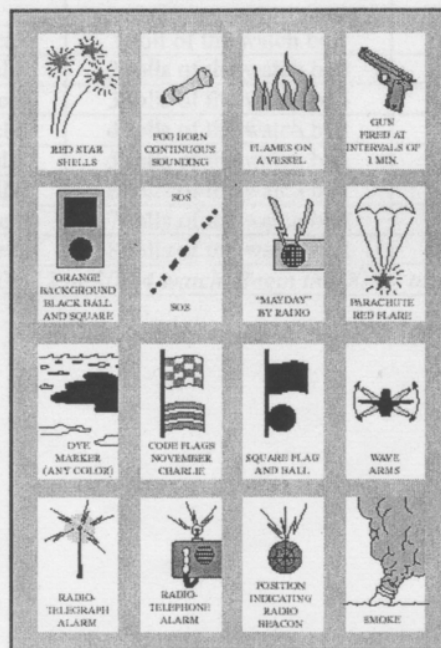 RED STAR
SHELLS
FOG HORN
CONTINUOUS
SOUNDING
FLAMES ON
A VESSEL
GUN
FIRED AT
INTERVALS OF
1 MIN.
ORANGE
BACKGROUND
BLACK BALL
AND SQUARE
SOS
SOS
"MAYDAY"
BY RADIO
PARACHUTE
RED FLARE
DYE
MARKER
(ANY COLOR)
CODE FLAGS
NOVEMBER
CHARLIE
SQUARE FLAG
AND BALL
WAVE
ARMS
RADIO-
TELEGRAPH
ALARM
RADIO-
TELEPHONE
ALARM
POSITION
INDICATING
RADIO
BEACON
SMOKE